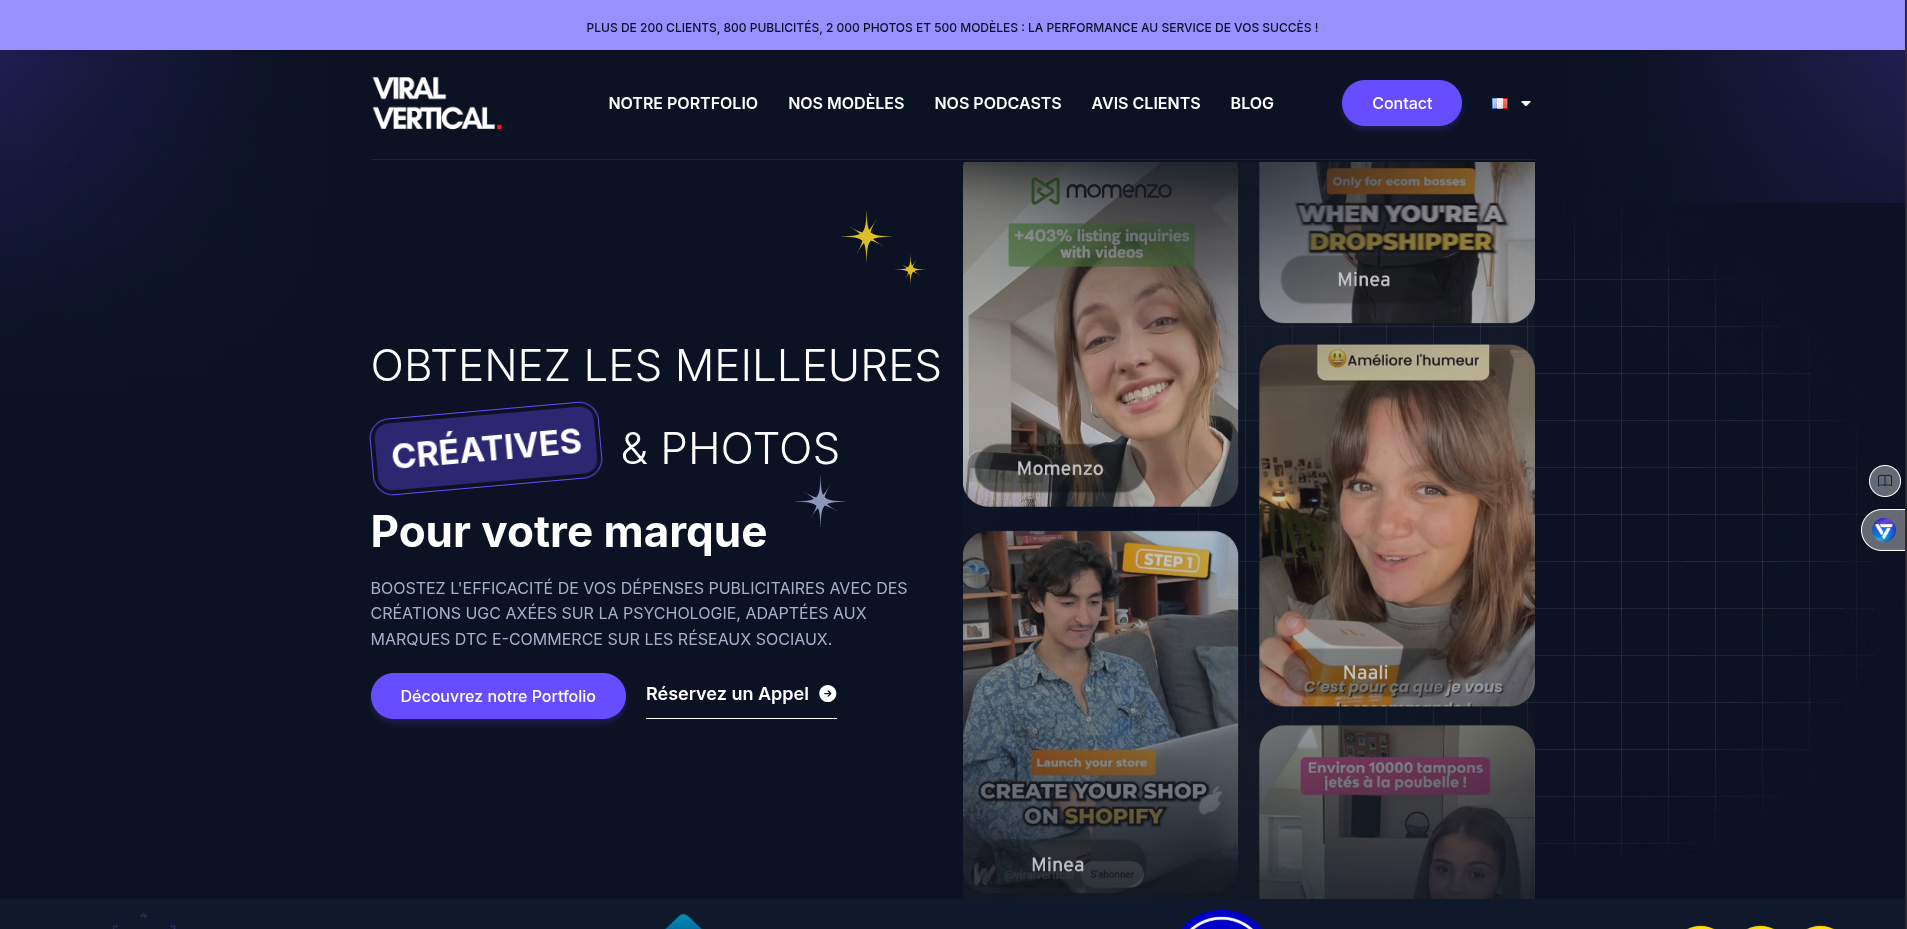 PLUS DE 200 CLIENTS, 800 PUBLICITÉS, 2 000 PHOTOS ET 500 MODÈLES : LA PERFORMANCE AU SERVICE DE VOS SUCCÈS !
VIRAL
VERTICAL.
NOTRE PORTFOLIO
NOS MODÈLES
NOS PODCASTS
AVIS CLIENTS
BLOG
Contact
OBTENEZ LES MEILLEURES
CRÉATIVES & PHOTOS
Pour votre marque
BOOSTEZ L'EFFICACITÉ DE VOS DÉPENSES PUBLICITAIRES AVEC DES
CRÉATIONS UGC AXÉES SUR LA PSYCHOLOGIE, ADAPTÉES AUX
MARQUES DTC E-COMMERCE SUR LES RÉSEAUX SOCIAUX.
Découvrez notre Portfolio
Réservez un Appel
momenzo
+403% listing inquiries
with videos
Momenzo
STEP 1
Launch your store
CREATE YOUR SHOP
ON SHOPIFY
Minea
@viralvertical
S'abonner
Only for ecom bosses
WHEN YOU'RE A
DROPSHIPPER
Minea
Améliore l'humeur
n.
Naali
C'est pour ça que je vous
le recommande !
Environ 10000 tampons
jetés à la poubelle !